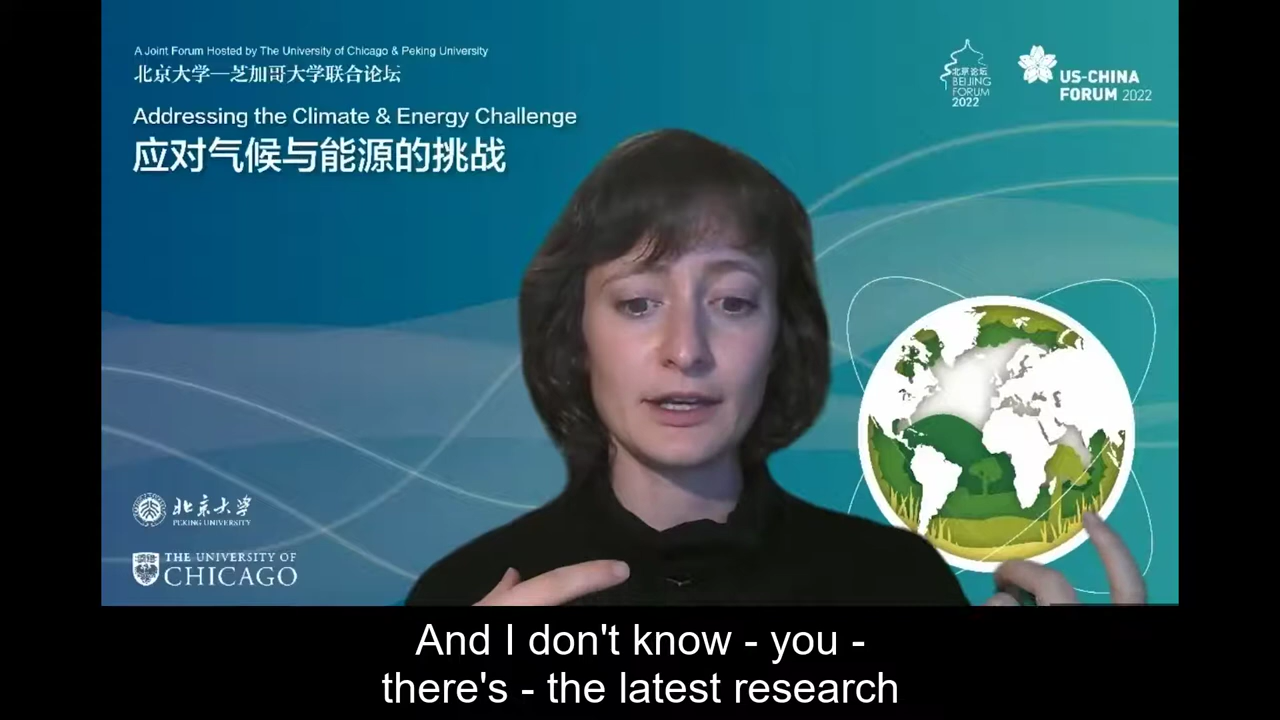 A Joint Forum Hosted by The University of Chicago & Peking University
北京大学—芝加哥大学联合论坛
Addressing the Climate & Energy Challenge
应对气候与能源的挑战
北京论坛
BEIJING
FORUM
2022
US-CHINA
FORUM 2022
北京大学
PEKING UNIVERSITY
THE UNIVERSITY OF
CHICAGO
And I don't know - you -
there's - the latest research